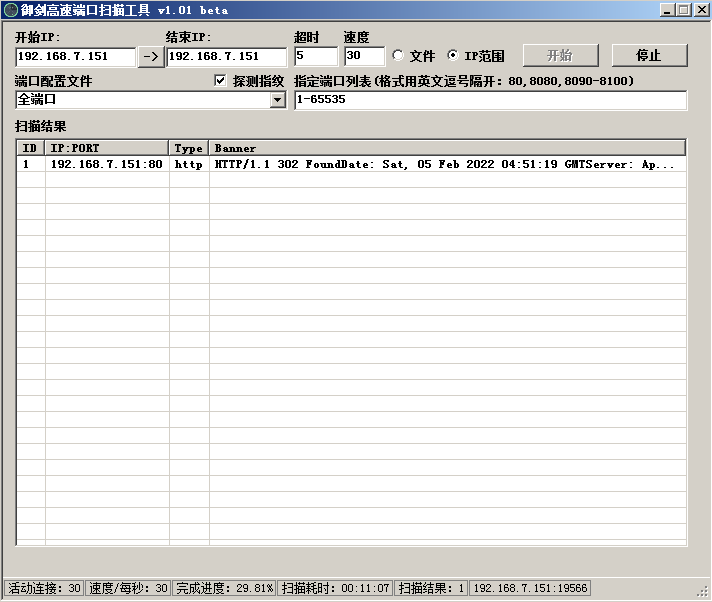 御剑高速端口扫描工具 v1.01 beta
开始IP: 结束IP: 超时 速度
192.168.7.151 -> 192.168.7.151 5 30 文件 IP范围 开始 停止
端口配置文件 探测指纹 指定端口列表(格式用英文逗号隔开: 80,8080,8090-8100)
全端口 1-65535
扫描结果
ID IP:PORT Type Banner
1 192.168.7.151:80 http HTTP/1.1 302 FoundDate: Sat, 05 Feb 2022 04:51:19 GMTServer: Ap...
活动连接: 30 速度/每秒: 30 完成进度: 29.81% 扫描耗时: 00:11:07 扫描结果: 1 192.168.7.151:19566